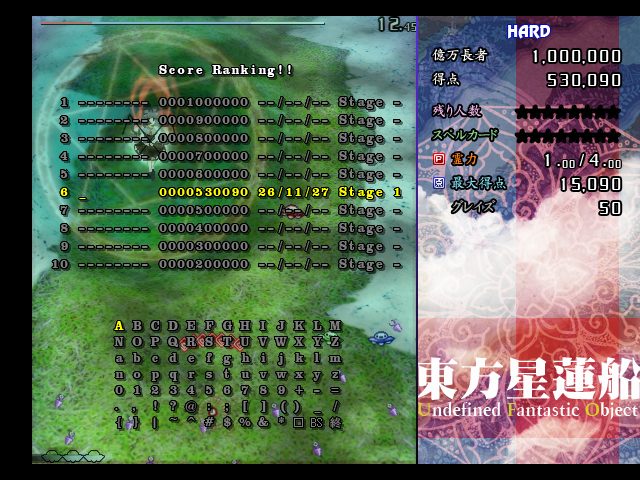 12.45
Score Ranking!!
1 -------- 0001000000 --/--/-- Stage -
2 -------- 0000900000 --/--/-- Stage -
3 -------- 0000800000 --/--/-- Stage -
4 -------- 0000700000 --/--/-- Stage -
5 -------- 0000600000 --/--/-- Stage -
6 _ 0000530090 26/11/27 Stage 1
7 -------- 0000500000 --/--/-- Stage -
8 -------- 0000400000 --/--/-- Stage -
9 -------- 0000300000 --/--/-- Stage -
10 -------- 0000200000 --/--/-- Stage -
A B C D E F G H I J K L M
N O P Q R S T U V W X Y Z
a b c d e f g h i j k l m
n o p q r s t u v w x y z
0 1 2 3 4 5 6 7 8 9 + - =
. , ! ? @ : ; [ ] ( ) _ /
{ } | ~ ^ # $ % & * □ BS 終
HARD
億万長者 1,000,000
得点 530,090
残り人数 ★★★★★★★★
スペルカード ★★★★★★★★
P 霊力 1.00/4.00
点 最大得点 15,090
グレイズ 50
東方星蓮船
Undefined Fantastic Object